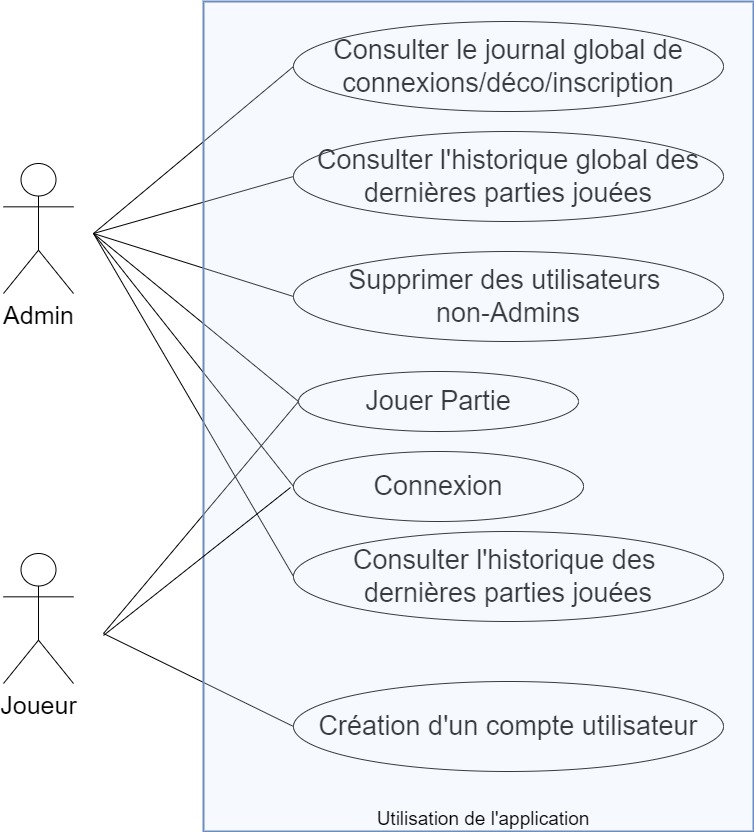 Consulter le journal global de
connexions/déco/inscription
Consulter l'historique global des
dernières parties jouées
Supprimer des utilisateurs
non-Admins
Admin
Jouer Partie
Connexion
Consulter l'historique des
dernières parties jouées
Joueur
Création d'un compte utilisateur
Utilisation de l'application